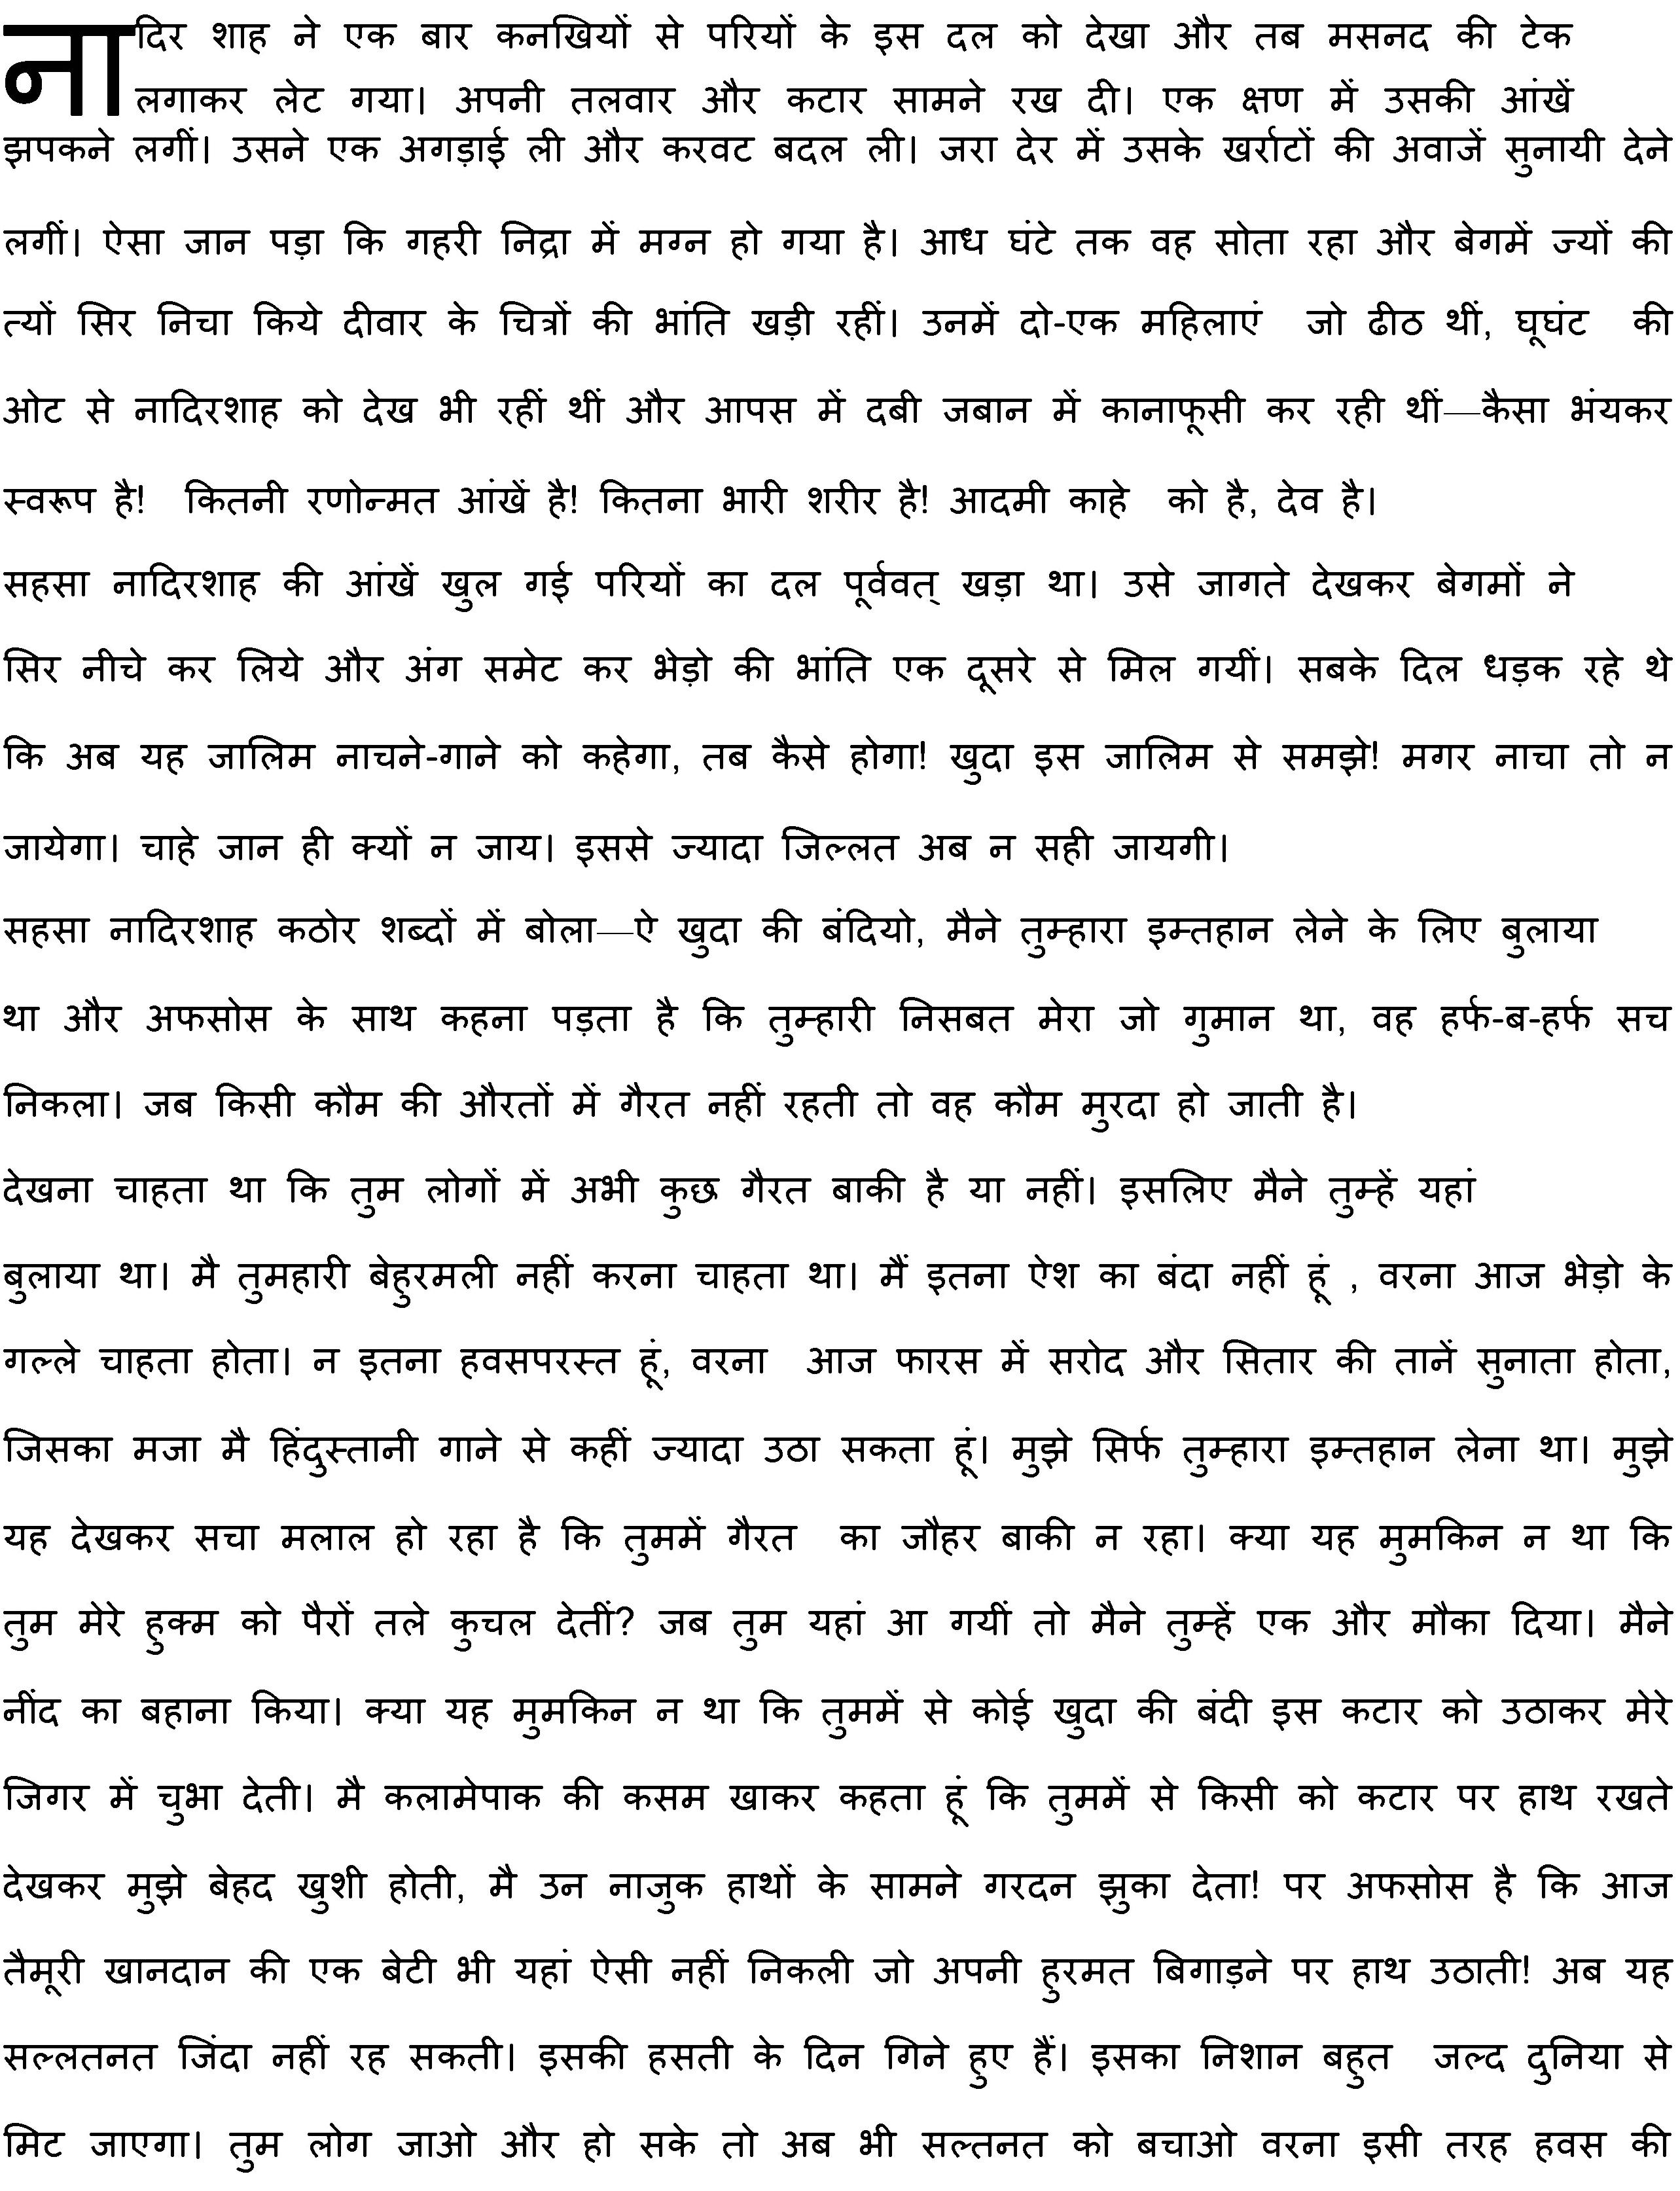 नादिर शाह ने एक बार कनखियों से परियों के इस दल को देखा और तब मसनद की टेक
लगाकर लेट गया। अपनी तलवार और कटार सामने रख दी। एक क्षण में उसकी आंखें
झपकने लगीं। उसने एक अगड़ाई ली और करवट बदल ली। जरा देर में उसके खर्राटों की अवाजें सुनायी देने
लगीं। ऐसा जान पड़ा कि गहरी निद्रा में मग्न हो गया है। आध घंटे तक वह सोता रहा और बेगमें ज्यों की
त्यों सिर निचा किये दीवार के चित्रों की भांति खड़ी रहीं। उनमें दो-एक महिलाएं जो ढीठ थीं, घूघंट की
ओट से नादिरशाह को देख भी रहीं थीं और आपस में दबी जबान में कानाफूसी कर रही थीं—कैसा भंयकर
स्वरूप है! कितनी रणोन्मत आंखें है! कितना भारी शरीर है! आदमी काहे को है, देव है।
सहसा नादिरशाह की आंखें खुल गई परियों का दल पूर्ववत् खड़ा था। उसे जागते देखकर बेगमों ने
सिर नीचे कर लिये और अंग समेट कर भेड़ो की भांति एक दूसरे से मिल गयीं। सबके दिल धड़क रहे थे
कि अब यह जालिम नाचने-गाने को कहेगा, तब कैसे होगा! खुदा इस जालिम से समझे! मगर नाचा तो न
जायेगा। चाहे जान ही क्यों न जाय। इससे ज्यादा जिल्लत अब न सही जायगी।
सहसा नादिरशाह कठोर शब्दों में बोला—ऐ खुदा की बंदियो, मैने तुम्हारा इम्तहान लेने के लिए बुलाया
था और अफसोस के साथ कहना पड़ता है कि तुम्हारी निसबत मेरा जो गुमान था, वह हर्फ-ब-हर्फ सच
निकला। जब किसी कौम की औरतों में गैरत नहीं रहती तो वह कौम मुरदा हो जाती है।
देखना चाहता था कि तुम लोगों में अभी कुछ गैरत बाकी है या नहीं। इसलिए मैने तुम्हें यहां
बुलाया था। मै तुमहारी बेहुरमली नहीं करना चाहता था। मैं इतना ऐश का बंदा नहीं हूं , वरना आज भेड़ो के
गल्ले चाहता होता। न इतना हवसपरस्त हूं, वरना आज फारस में सरोद और सितार की तानें सुनाता होता,
जिसका मजा मै हिंदुस्तानी गाने से कहीं ज्यादा उठा सकता हूं। मुझे सिर्फ तुम्हारा इम्तहान लेना था। मुझे
यह देखकर सचा मलाल हो रहा है कि तुममें गैरत का जौहर बाकी न रहा। क्या यह मुमकिन न था कि
तुम मेरे हुक्म को पैरों तले कुचल देतीं? जब तुम यहां आ गयीं तो मैने तुम्हें एक और मौका दिया। मैने
नींद का बहाना किया। क्या यह मुमकिन न था कि तुममें से कोई खुदा की बंदी इस कटार को उठाकर मेरे
जिगर में चुभा देती। मै कलामेपाक की कसम खाकर कहता हूं कि तुममें से किसी को कटार पर हाथ रखते
देखकर मुझे बेहद खुशी होती, मै उन नाजुक हाथों के सामने गरदन झुका देता! पर अफसोस है कि आज
तैमूरी खानदान की एक बेटी भी यहां ऐसी नहीं निकली जो अपनी हुरमत बिगाड़ने पर हाथ उठाती! अब यह
सल्लतनत जिंदा नहीं रह सकती। इसकी हसती के दिन गिने हुए हैं। इसका निशान बहुत जल्द दुनिया से
मिट जाएगा। तुम लोग जाओ और हो सके तो अब भी सल्तनत को बचाओ वरना इसी तरह हवस की